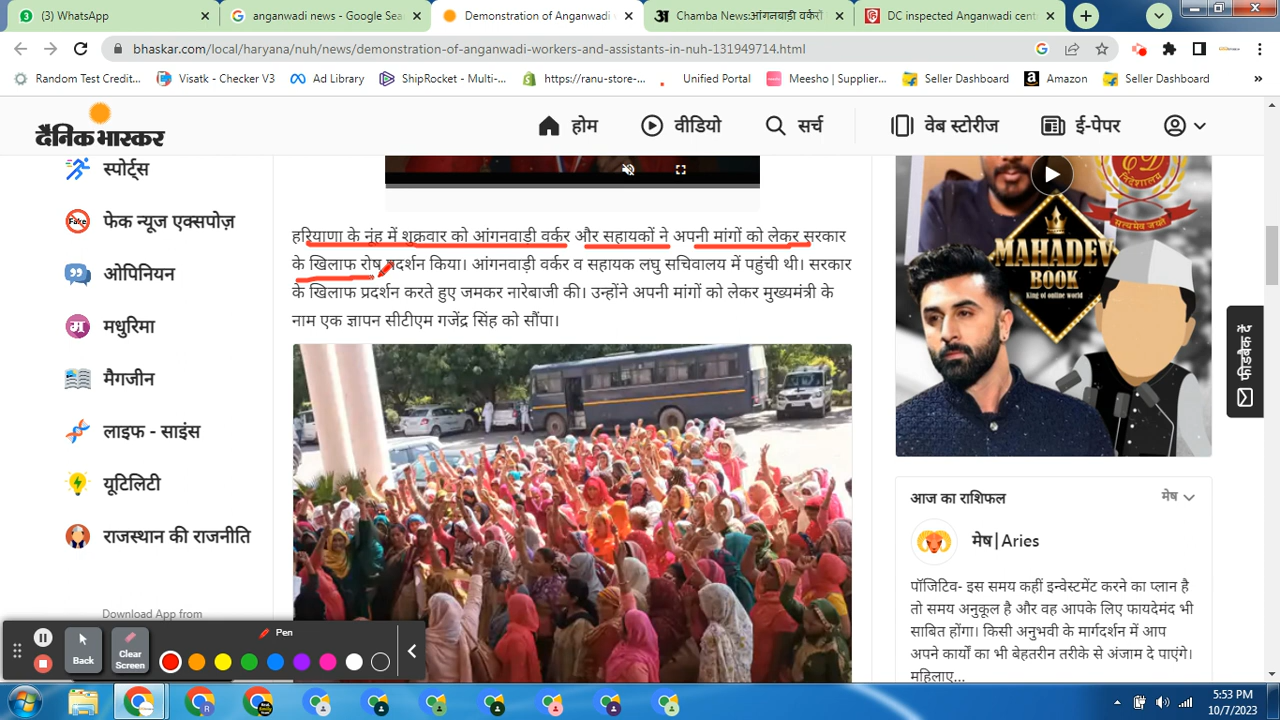 (3) WhatsApp
anganwadi news - Google Sea
Demonstration of Anganwadi
Chamba News:आंगनबाड़ी वर्करों
DC inspected Anganwadi cent
bhaskar.com/local/haryana/nuh/news/demonstration-of-anganwadi-workers-and-assistants-in-nuh-131949714.html
Random Test Credit...
Visatk - Checker V3
Ad Library
ShipRocket - Multi-...
https://ranu-store-...
Unified Portal
Meesho | Supplier...
Seller Dashboard
Amazon
Seller Dashboard
दैनिक भास्कर
होम
वीडियो
सर्च
वेब स्टोरीज
ई-पेपर
स्पोर्ट्स
फेक न्यूज एक्सपोज़
ओपिनियन
मधुरिमा
मैगजीन
लाइफ - साइंस
यूटिलिटी
राजस्थान की राजनीति
Download App from
हरियाणा के नूंह में शुक्रवार को आंगनवाडी वर्कर और सहायकों ने अपनी मांगों को लेकर सरकार
के खिलाफ रोष प्रदर्शन किया। आंगनवाड़ी वर्कर व सहायक लघु सचिवालय में पहुंची थी। सरकार
के खिलाफ प्रदर्शन करते हुए जमकर नारेबाजी की। उन्होंने अपनी मांगों को लेकर मुख्यमंत्री के
नाम एक ज्ञापन सीटीएम गजेंद्र सिंह को सौंपा।
निदेशालय
सत्यमेव जयते
MAHADEV
BOOK
King of online world
फीडबैक दें
आज का राशिफल
मेष
मेष|Aries
पॉजिटिव- इस समय कहीं इन्वेस्टमेंट करने का प्लान है
तो समय अनुकूल है और वह आपके लिए फायदेमंद भी
साबित होंगा। किसी अनुभवी के मार्गदर्शन में आप
अपने कार्यों का भी बेहतरीन तरीके से अंजाम दे पाएंगे।
महिलाए...
Pen
Back
Clear
Screen
5:53 PM
10/7/2023